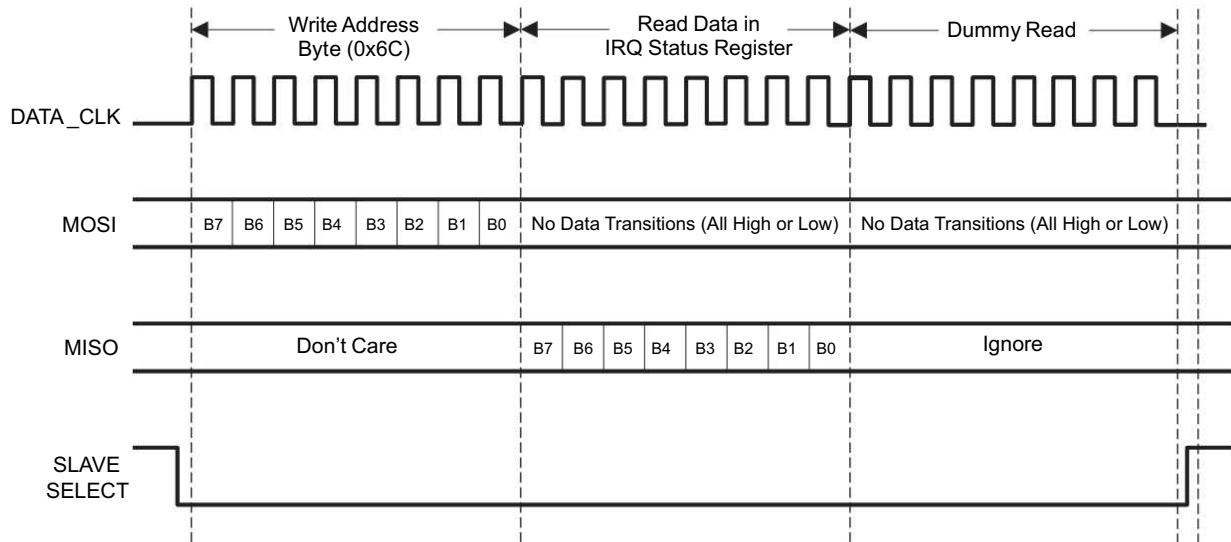 Write Address
Byte (0x6C)
Read Data in
IRQ Status Register
Dummy Read
DATA_CLK
MOSI
B7 B6 B5 B4 B3 B2 B1 B0
No Data Transitions (All High or Low)
No Data Transitions (All High or Low)
MISO
Don't Care
B7 B6 B5 B4 B3 B2 B1 B0
Ignore
SLAVE
SELECT